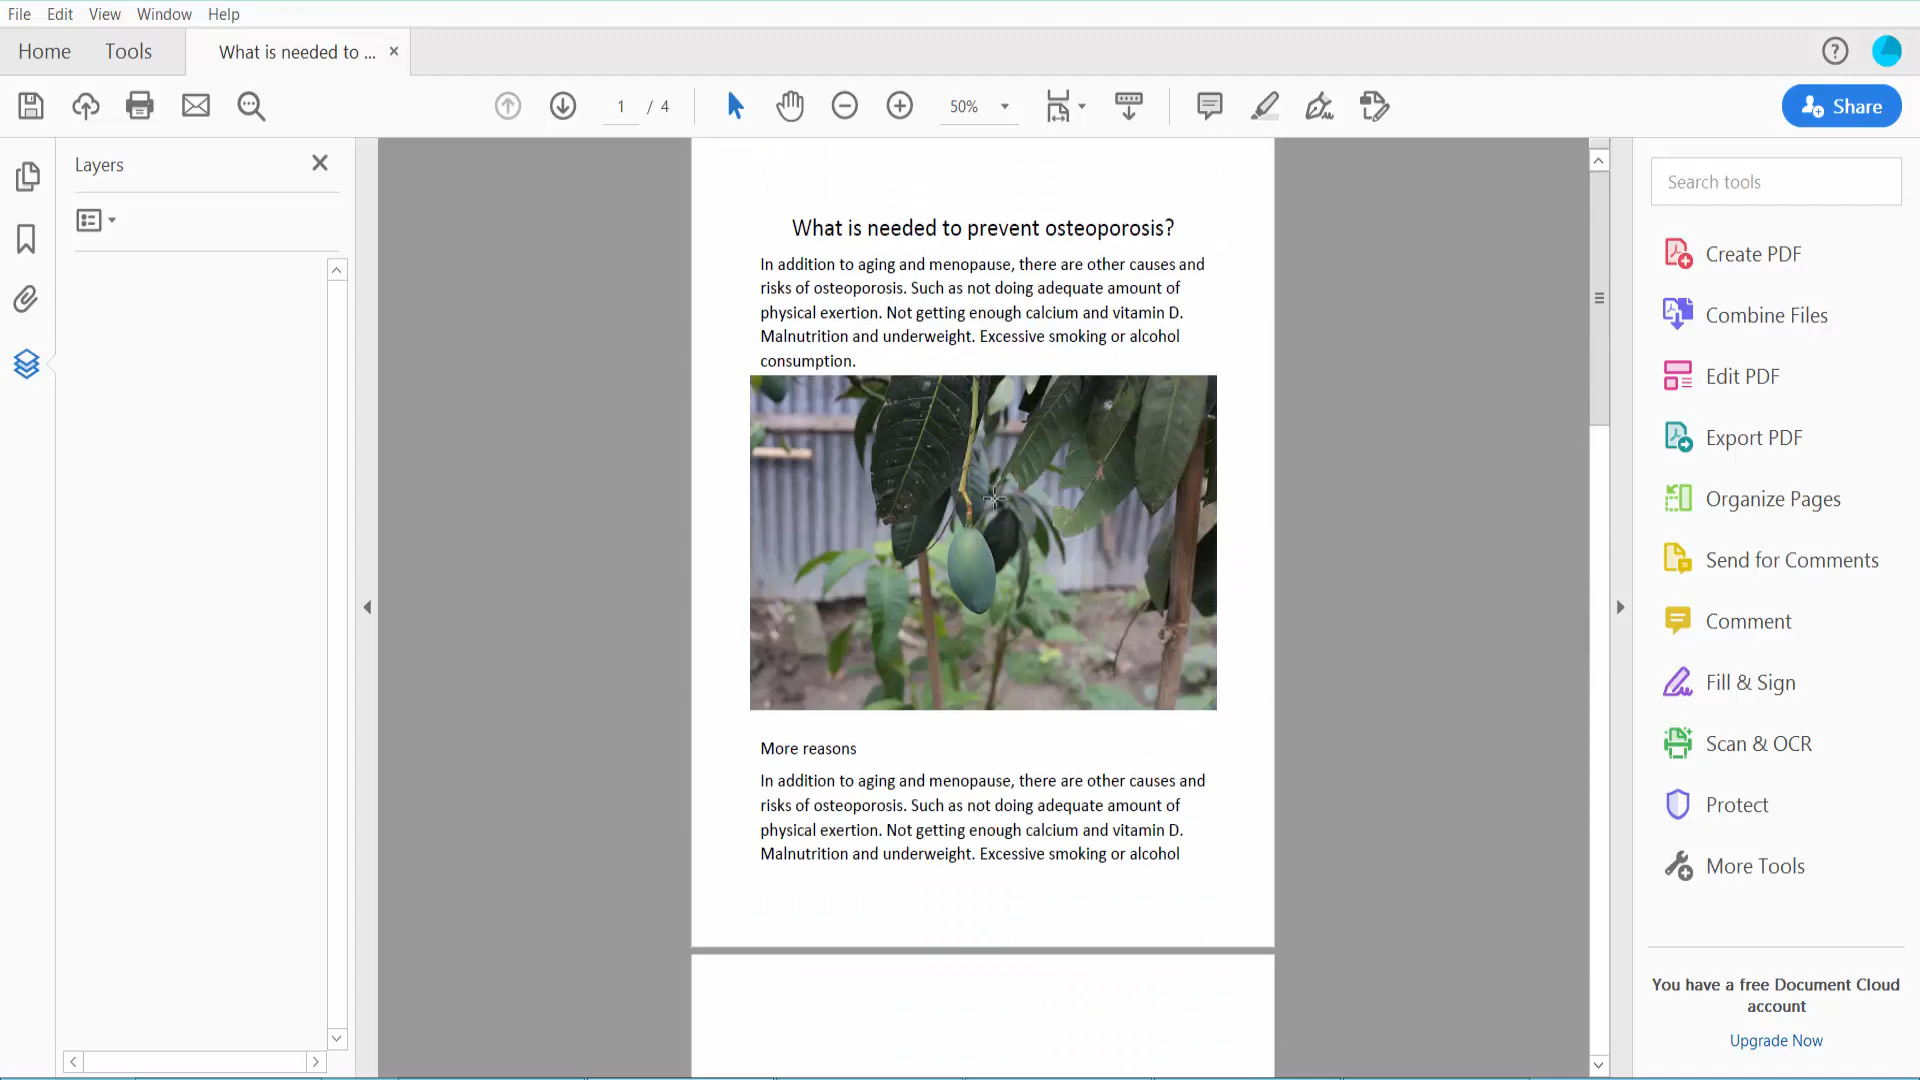 File Edit View Window Help
Home Tools What is needed to ...
1 / 4 50% Share
Layers
Search tools
Create PDF
Combine Files
Edit PDF
Export PDF
Organize Pages
Send for Comments
Comment
Fill & Sign
Scan & OCR
Protect
More Tools
You have a free Document Cloud
account
Upgrade Now
What is needed to prevent osteoporosis?
In addition to aging and menopause, there are other causes and
risks of osteoporosis. Such as not doing adequate amount of
physical exertion. Not getting enough calcium and vitamin D.
Malnutrition and underweight. Excessive smoking or alcohol
consumption.
More reasons
In addition to aging and menopause, there are other causes and
risks of osteoporosis. Such as not doing adequate amount of
physical exertion. Not getting enough calcium and vitamin D.
Malnutrition and underweight. Excessive smoking or alcohol